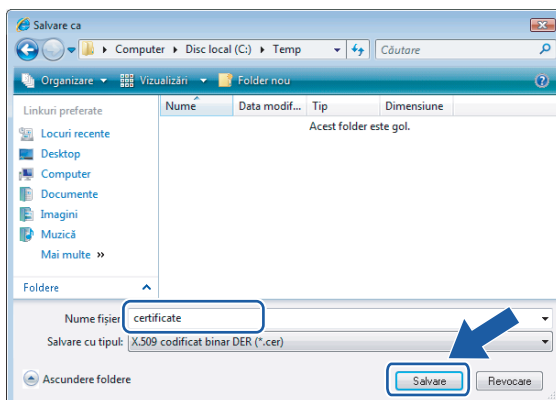 Salvare ca
Computer Disc local (C:) Temp Căutare
Organizare Vizualizări Folder nou
Linkuri preferate
Nume Data modif... Tip Dimensiune
Acest folder este gol.
Locuri recente
Desktop
Computer
Documente
Imagini
Muzică
Mai multe »
Foldere
Nume fișier: certificate
Salvare cu tipul: X.509 codificat binar DER (*.cer)
Ascundere foldere Salvare Revocare